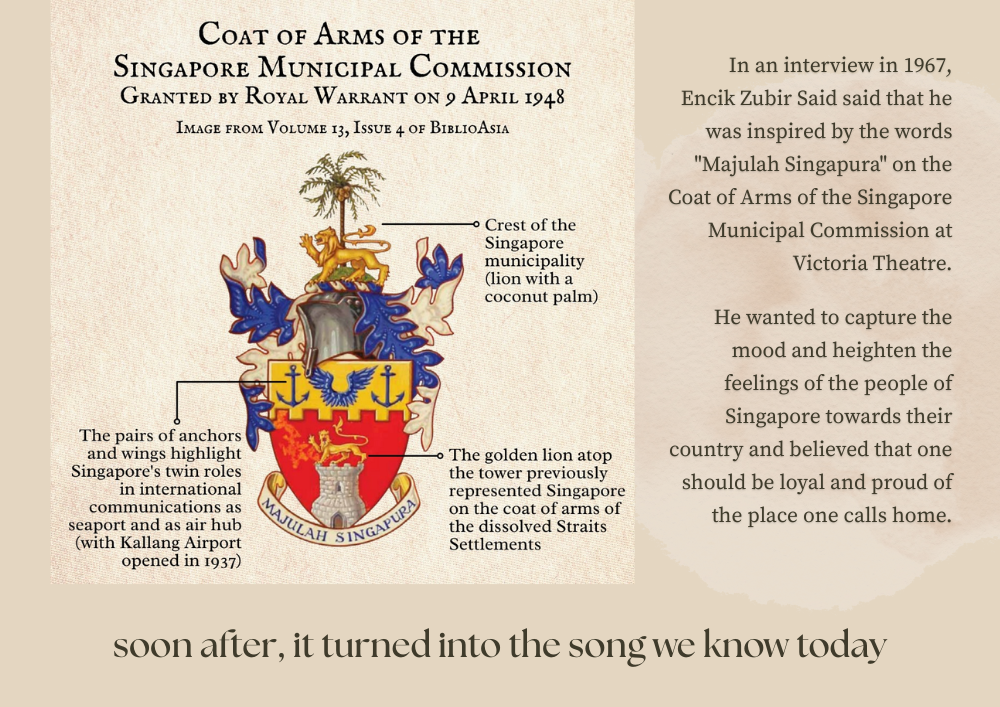 Coat of Arms of the
Singapore Municipal Commission
Granted by Royal Warrant on 9 April 1948
Image from Volume 13, Issue 4 of BiblioAsia
Crest of the
Singapore
municipality
(lion with a
coconut palm)
The pairs of anchors
and wings highlight
Singapore's twin roles
in international
communications as
seaport and as air hub
(with Kallang Airport
opened in 1937)
The golden lion atop
the tower previously
represented Singapore
on the coat of arms of
the dissolved Straits
Settlements
MAJULAH SINGAPURA
In an interview in 1967,
Encik Zubir Said said that he
was inspired by the words
"Majulah Singapura" on the
Coat of Arms of the Singapore
Municipal Commission at
Victoria Theatre.
He wanted to capture the
mood and heighten the
feelings of the people of
Singapore towards their
country and believed that one
should be loyal and proud of
the place one calls home.
soon after, it turned into the song we know today